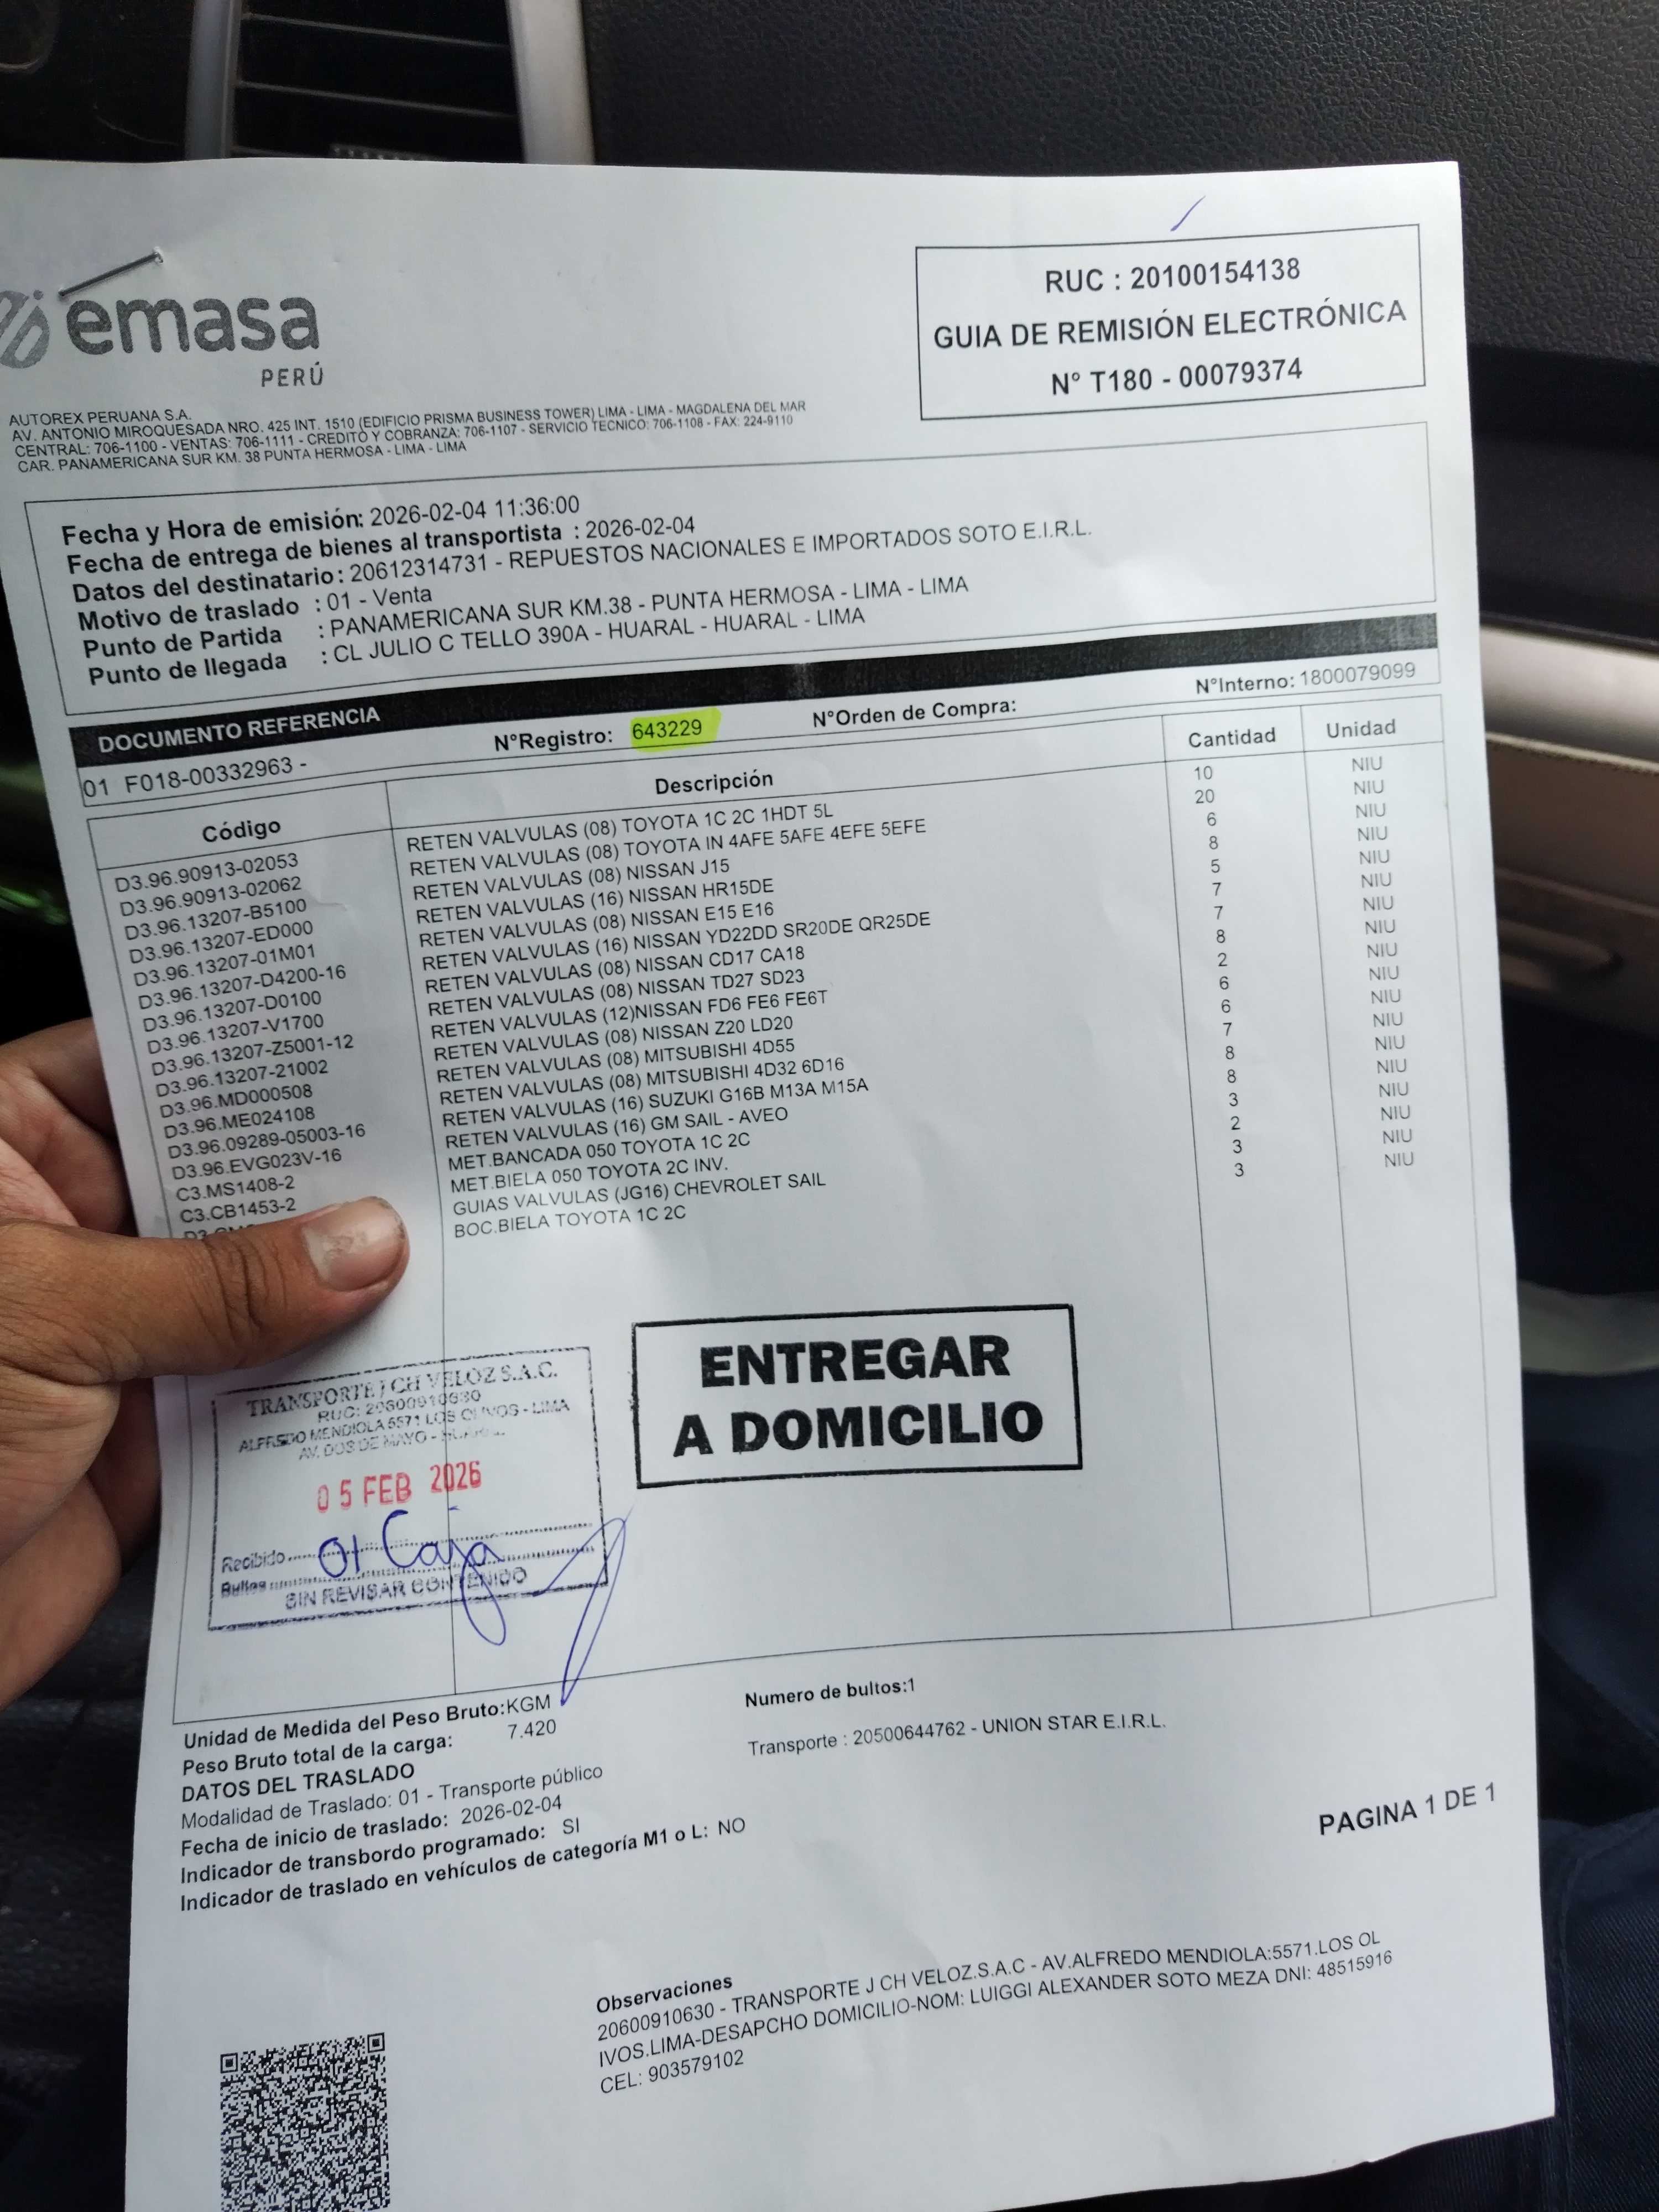 emasa
PERÚ
RUC : 20100154138
GUIA DE REMISIÓN ELECTRÓNICA
N° T180 - 00079374
AUTOREX PERUANA S.A.
AV. ANTONIO MIROQUESADA NRO. 425 INT. 1510 (EDIFICIO PRISMA BUSINESS TOWER) LIMA - LIMA - MAGDALENA DEL MAR
CENTRAL: 706-1100 - VENTAS: 706-1111 - CREDITO Y COBRANZA: 706-1107 - SERVICIO TECNICO: 706-1108 - FAX: 224-9110
CAR. PANAMERICANA SUR KM. 38 PUNTA HERMOSA - LIMA - LIMA
Fecha y Hora de emisión: 2026-02-04 11:36:00
Fecha de entrega de bienes al transportista : 2026-02-04
Datos del destinatario: 20612314731 - REPUESTOS NACIONALES E IMPORTADOS SOTO E.I.R.L.
Motivo de traslado : 01 - Venta
Punto de Partida : PANAMERICANA SUR KM.38 - PUNTA HERMOSA - LIMA - LIMA
Punto de llegada : CL JULIO C TELLO 390A - HUARAL - HUARAL - LIMA
DOCUMENTO REFERENCIA
01 F018-00332963 - N°Registro: 643229 N°Orden de Compra: N°Interno: 1800079099
Código Descripción Cantidad Unidad
D3.96.90913-02053 RETEN VALVULAS (08) TOYOTA 1C 2C 1HDT 5L 10 NIU
D3.96.90913-02062 RETEN VALVULAS (08) TOYOTA IN 4AFE 5AFE 4EFE 5EFE 20 NIU
D3.96.13207-B5100 RETEN VALVULAS (08) NISSAN J15 6 NIU
D3.96.13207-ED000 RETEN VALVULAS (16) NISSAN HR15DE 8 NIU
D3.96.13207-01M01 RETEN VALVULAS (08) NISSAN E15 E16 5 NIU
D3.96.13207-D4200-16 RETEN VALVULAS (16) NISSAN YD22DD SR20DE QR25DE 7 NIU
D3.96.13207-D0100 RETEN VALVULAS (08) NISSAN CD17 CA18 7 NIU
D3.96.13207-V1700 RETEN VALVULAS (08) NISSAN TD27 SD23 8 NIU
D3.96.13207-Z5001-12 RETEN VALVULAS (12)NISSAN FD6 FE6 FE6T 2 NIU
D3.96.13207-21002 RETEN VALVULAS (08) NISSAN Z20 LD20 6 NIU
D3.96.MD000508 RETEN VALVULAS (08) MITSUBISHI 4D55 6 NIU
D3.96.ME024108 RETEN VALVULAS (08) MITSUBISHI 4D32 6D16 7 NIU
D3.96.09289-05003-16 RETEN VALVULAS (16) SUZUKI G16B M13A M15A 8 NIU
D3.96.EVG023V-16 RETEN VALVULAS (16) GM SAIL - AVEO 8 NIU
C3.MS1408-2 MET.BANCADA 050 TOYOTA 1C 2C 3 NIU
C3.CB1453-2 MET.BIELA 050 TOYOTA 2C INV. 2 NIU
GUIAS VALVULAS (JG16) CHEVROLET SAIL 3 NIU
BOC.BIELA TOYOTA 1C 2C 3 NIU
ENTREGAR
A DOMICILIO
TRANSPORTE J CH VELOZ S.A.C.
RUC: 20600910630
ALFREDO MENDIOLA 5571 LOS OLIVOS - LIMA
AV. DOS DE MAYO -
05 FEB 2026
Recibido 01 Caja
Bultos
SIN REVISAR CONTENIDO
Unidad de Medida del Peso Bruto:KGM Numero de bultos:1
Peso Bruto total de la carga: 7.420 Transporte : 20500644762 - UNION STAR E.I.R.L.
DATOS DEL TRASLADO
Modalidad de Traslado: 01 - Transporte público
Fecha de inicio de traslado: 2026-02-04
Indicador de transbordo programado: SI
Indicador de traslado en vehículos de categoría M1 o L: NO
PAGINA 1 DE 1
Observaciones
20600910630 - TRANSPORTE J CH VELOZ.S.A.C - AV.ALFREDO MENDIOLA:5571.LOS OL
IVOS.LIMA-DESAPCHO DOMICILIO-NOM: LUIGGI ALEXANDER SOTO MEZA DNI: 48515916
CEL: 903579102